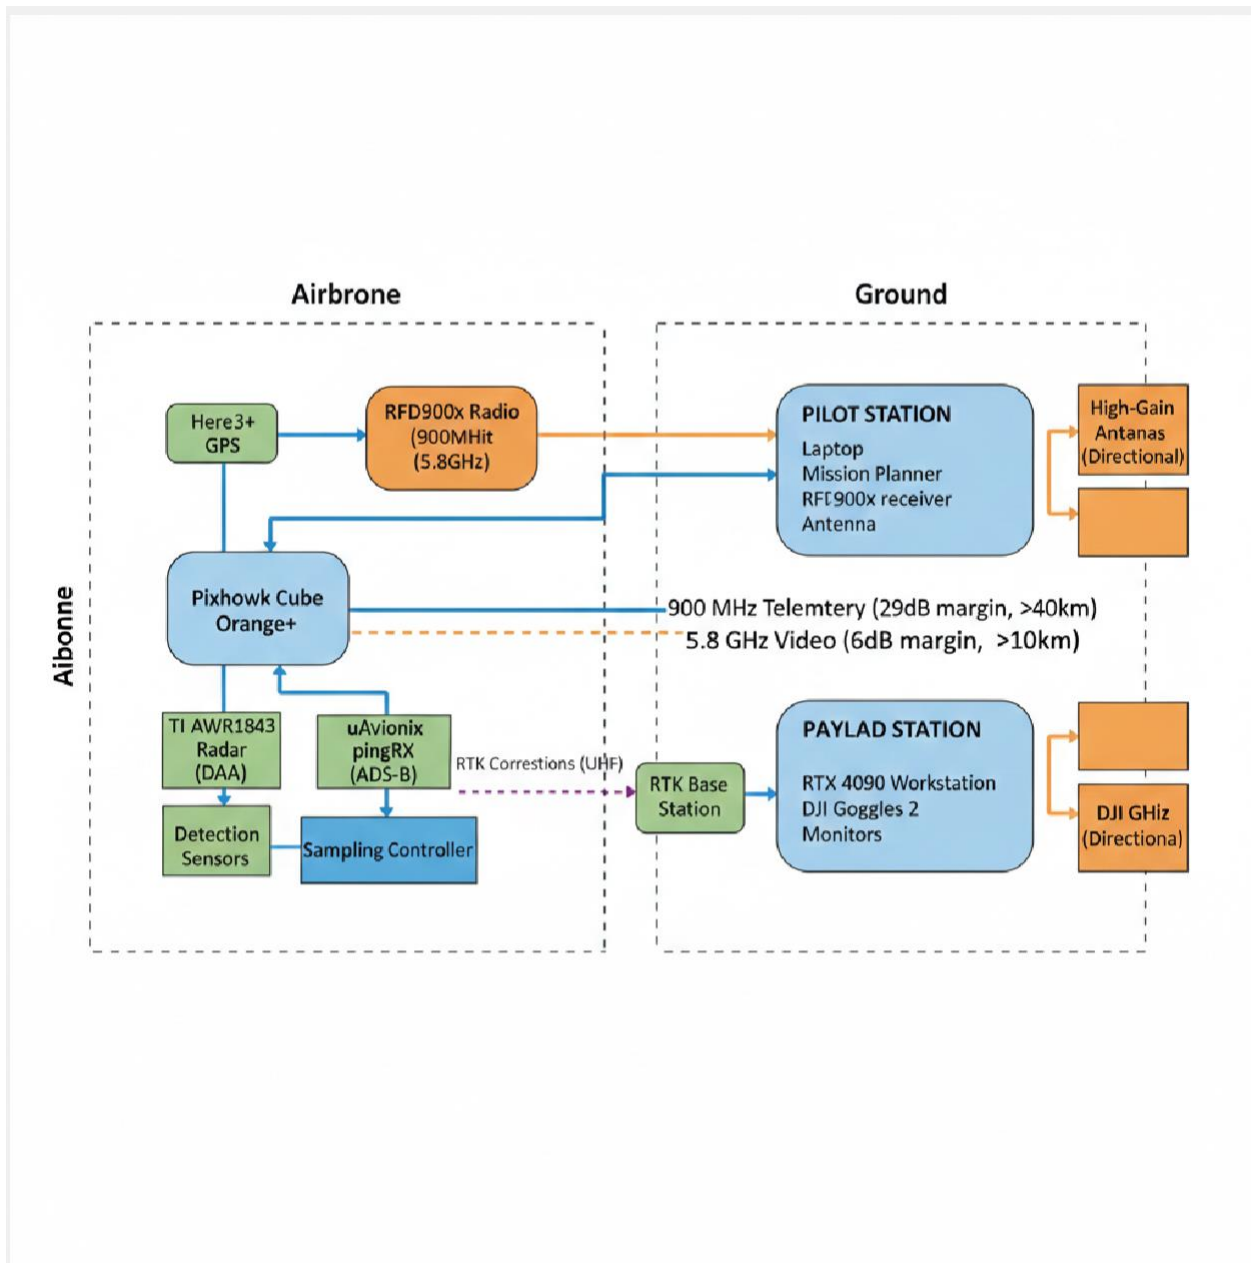 Airbrone
Ground
Aibonne
Here3+
GPS
RFD900x Radio
(900MHit
(5.8GHz)
PILOT STATION
Laptop
Mission Planner
RFD900x receiver
Antenna
High-Gain
Antanas
(Directional)
Pixhowk Cube
Orange+
900 MHz Telemtery (29dB margin, >40km)
5.8 GHz Video (6dB margin, >10km)
TI AWR1843
Radar
(DAA)
uAvionix
pingRX
(ADS-B)
RTK Correstions (UHF)
RTK Base
Station
PAYLAD STATION
RTX 4090 Workstation
DJI Goggles 2
Monitors
DJI GHiz
(Directiona)
Detection
Sensors
Sampling Controller